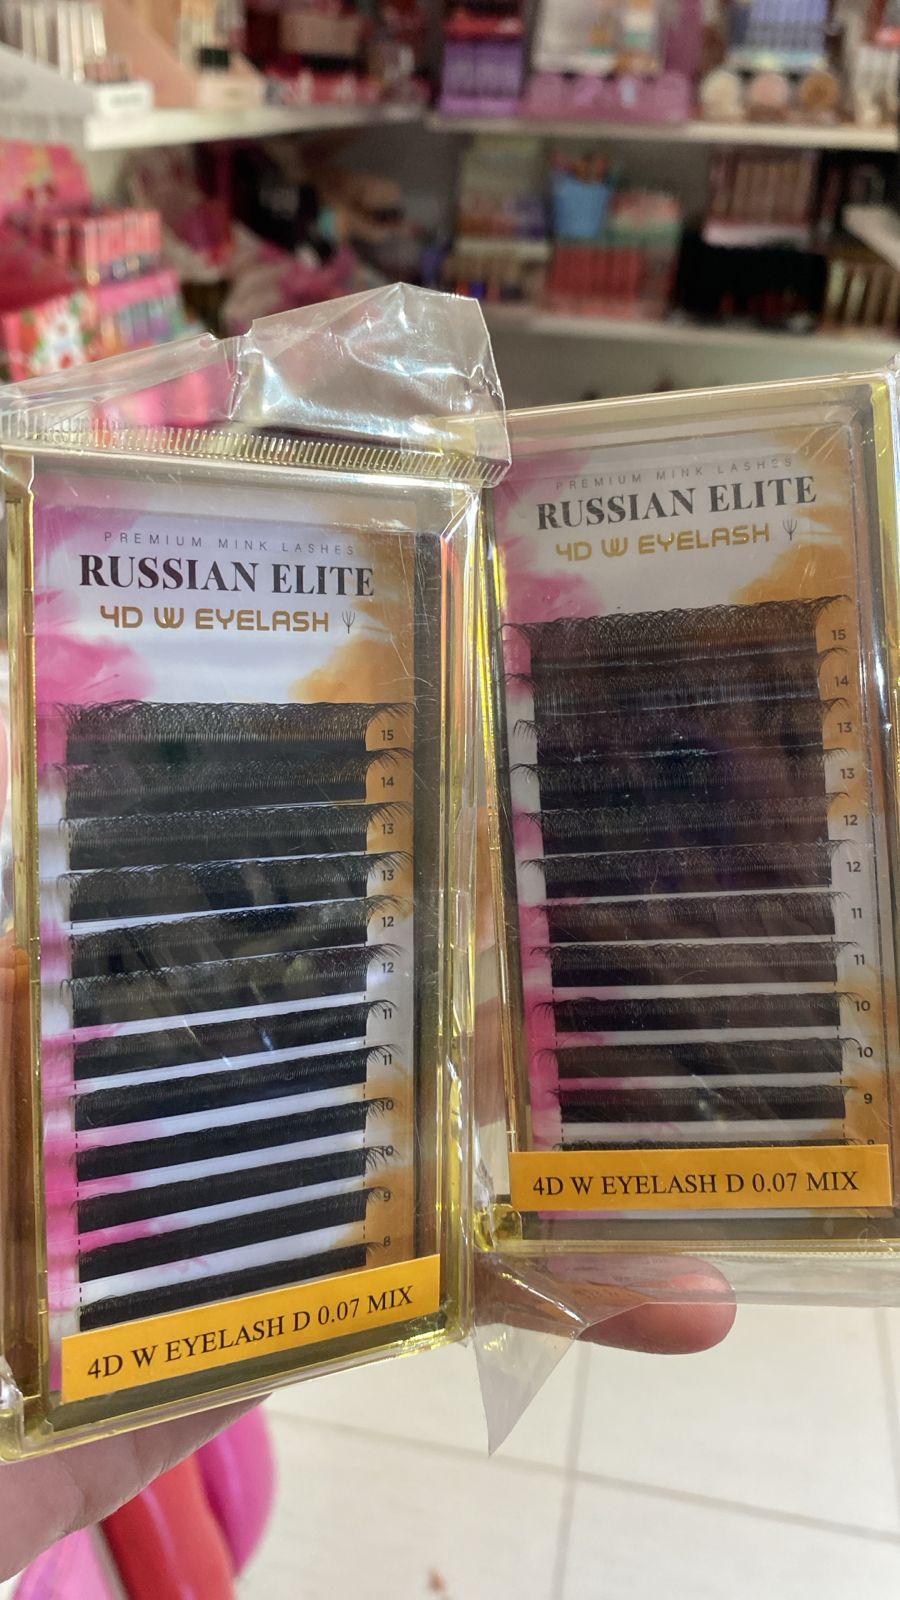 PREMIUM MINK LASHES
RUSSIAN ELITE
4D W EYELASH
15
14
13
13
12
12
11
11
10
10
9
8
4D W EYELASH D 0.07 MIX
PREMIUM MINK LASHES
RUSSIAN ELITE
4D W EYELASH
15
14
13
13
12
12
11
11
10
10
9
4D W EYELASH D 0.07 MIX